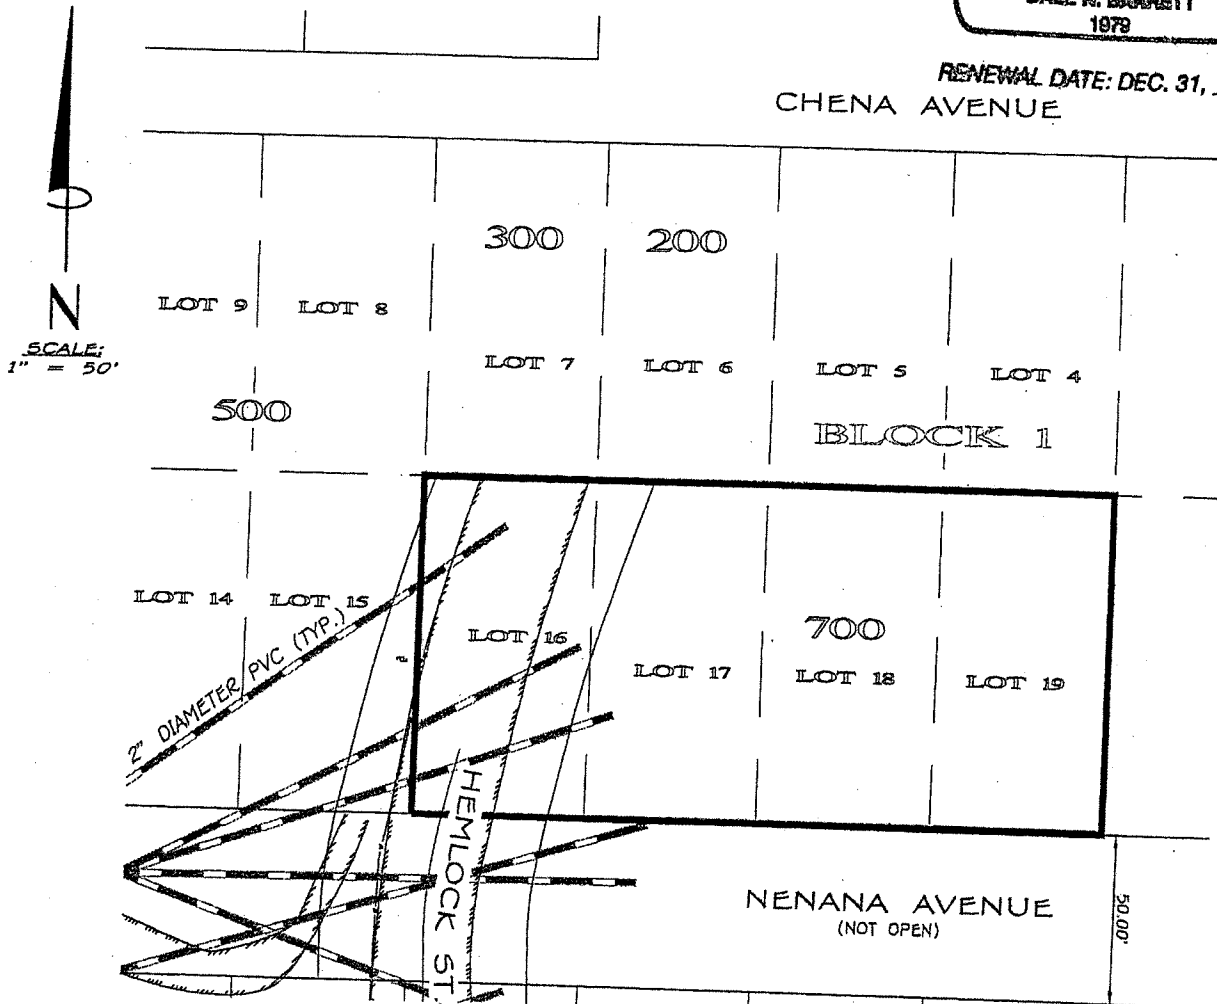 1979
RENEWAL DATE: DEC. 31,
CHENA AVENUE
300
200
LOT 9
LOT 8
N
SCALE:
1" = 50'
LOT 7
LOT 6
LOT 5
LOT 4
500
BLOCK 1
LOT 14
LOT 15
LOT 16
700
LOT 17
LOT 18
LOT 19
2" DIAMETER PVC (TYP.)
HEMLOCK ST.
NENANA AVENUE
(NOT OPEN)
50.00'